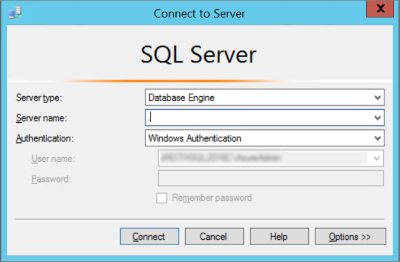 Connect to Server
SQL Server
Server type: Database Engine
Server name: .
Authentication: Windows Authentication
User name:
Password:
Remember password
Connect Cancel Help Options >>